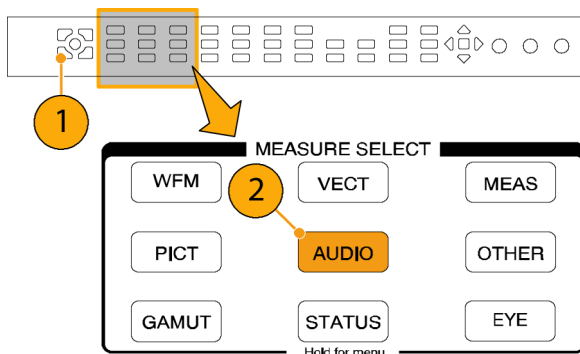 1
MEASURE SELECT
WFM
2
VECT
MEAS
PICT
AUDIO
OTHER
GAMUT
STATUS
EYE
Hold for menu